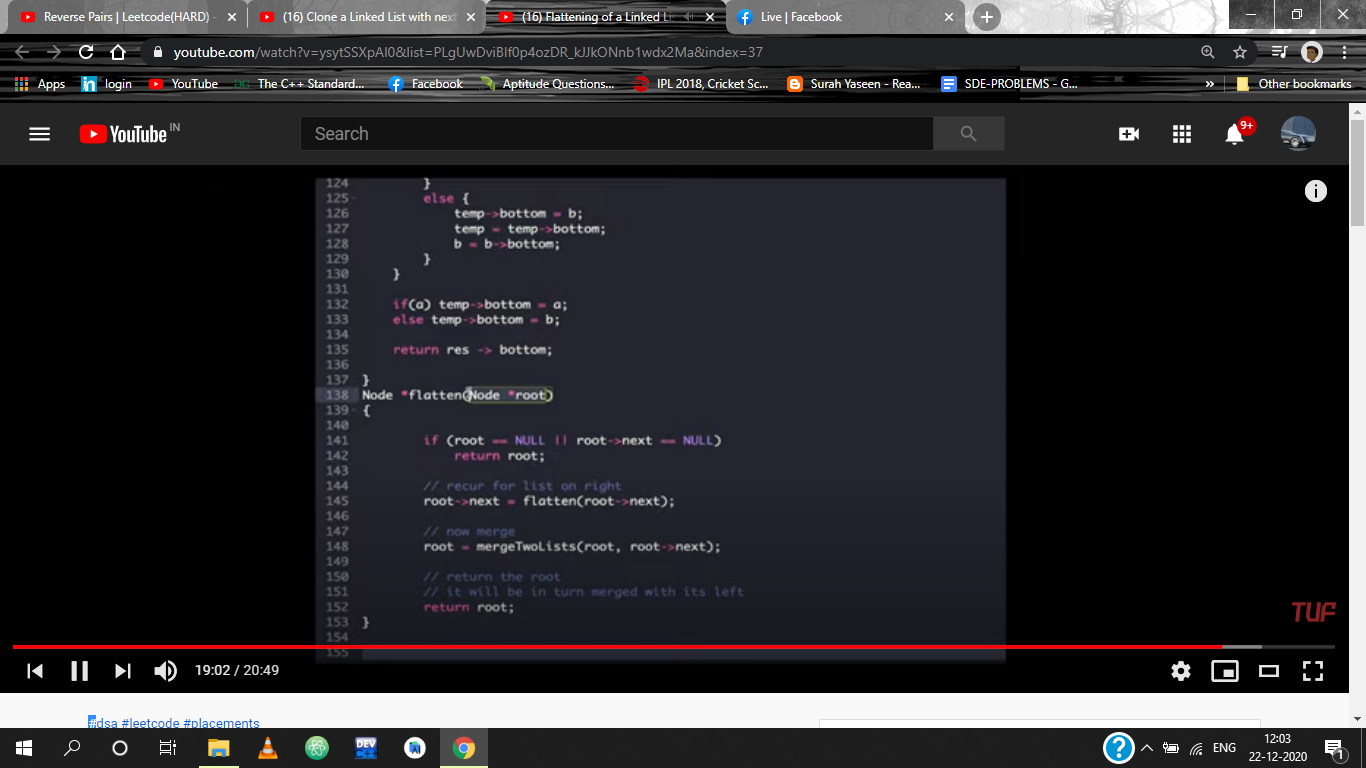 Reverse Pairs | Leetcode(HARD) -
(16) Clone a Linked List with next
(16) Flattening of a Linked Li
Live | Facebook
youtube.com/watch?v=ysytSSXpAI0&list=PLgUwDviBIf0p4ozDR_kJJkONnb1wdx2Ma&index=37
Apps
login
YouTube
The C++ Standard...
Facebook
Aptitude Questions...
IPL 2018, Cricket Sc...
Surah Yaseen - Rea...
SDE-PROBLEMS - G...
»
Other bookmarks
YouTube IN
Search
9+
124 }
125 else {
126 temp->bottom = b;
127 temp = temp->bottom;
128 b = b->bottom;
129 }
130 }
131
132 if(a) temp->bottom = a;
133 else temp->bottom = b;
134
135 return res -> bottom;
136
137 }
138 Node *flatten(Node *root)
139 {
140
141 if (root == NULL || root->next == NULL)
142 return root;
143
144 // recur for list on right
145 root->next = flatten(root->next);
146
147 // now merge
148 root = mergeTwoLists(root, root->next);
149
150 // return the root
151 // it will be in turn merged with its left
152 return root;
153 }
154
155
TUF
19:02 / 20:49
#dsa #leetcode #placements
DEV
ENG
12:03
22-12-2020
1